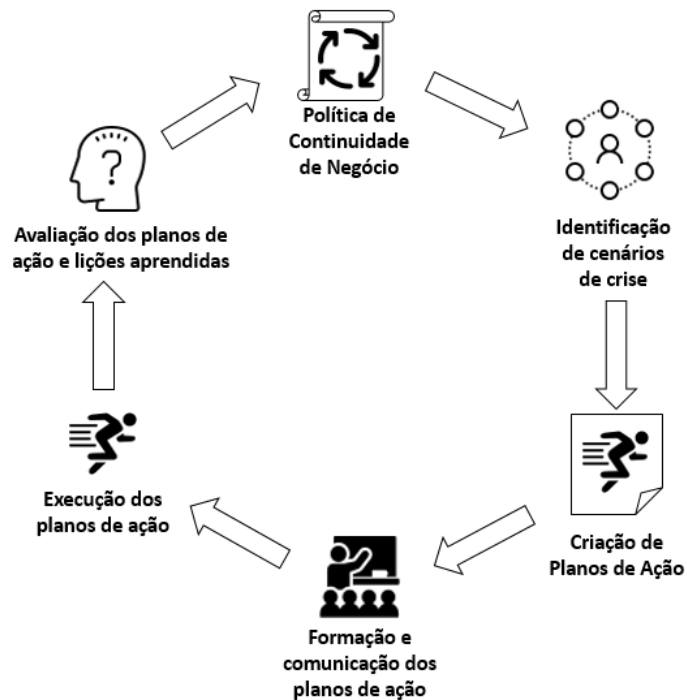 Política de
Continuidade
de Negócio
Identificação
de cenários
de crise
Criação de
Planos de Ação
Formação e
comunicação dos
planos de ação
Execução dos
planos de ação
?
Avaliação dos planos de
ação e lições aprendidas